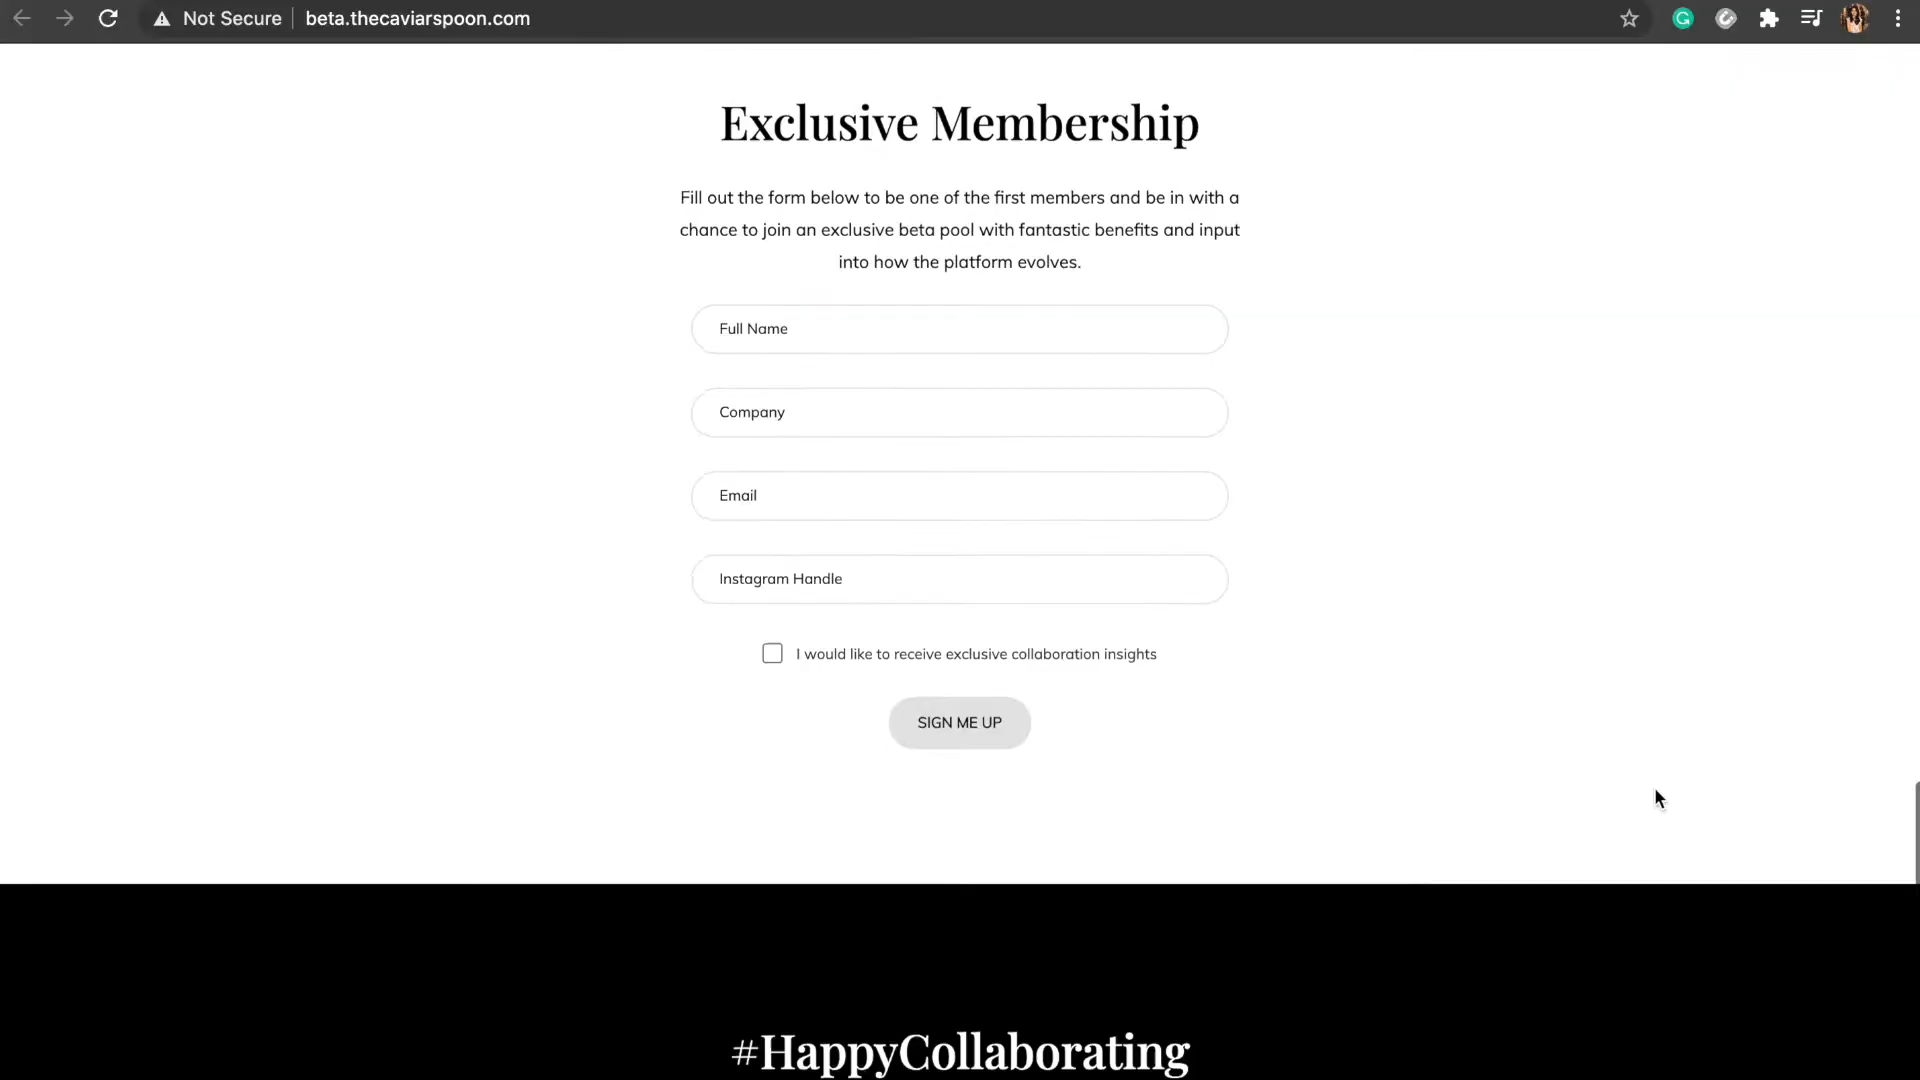 Not Secure beta.thecaviarspoon.com
Exclusive Membership
Fill out the form below to be one of the first members and be in with a
chance to join an exclusive beta pool with fantastic benefits and input
into how the platform evolves.
Full Name
Company
Email
Instagram Handle
I would like to receive exclusive collaboration insights
SIGN ME UP
#HappyCollaborating